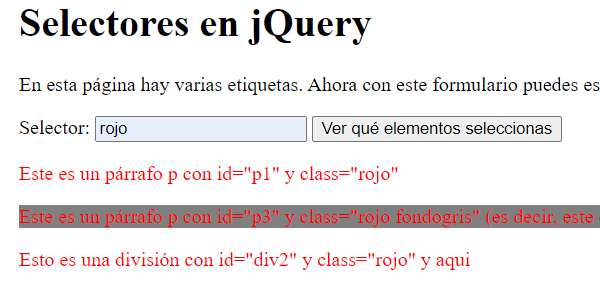 Selectores en jQuery
En esta página hay varias etiquetas. Ahora con este formulario puedes es
Selector: rojo Ver qué elementos seleccionas
Este es un párrafo p con id="p1" y class="rojo"
Este es un párrafo p con id="p3" y class="rojo fondogris" (es decir, este
Esto es una división con id="div2" y class="rojo" y aqui